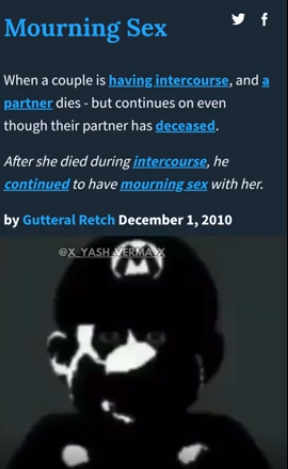 Mourning Sex
When a couple is having intercourse, and a
partner dies - but continues on even
though their partner has deceased.
After she died during intercourse, he
continued to have mourning sex with her.
by Gutteral Retch December 1, 2010
@X_YASH_VERMA_X
M